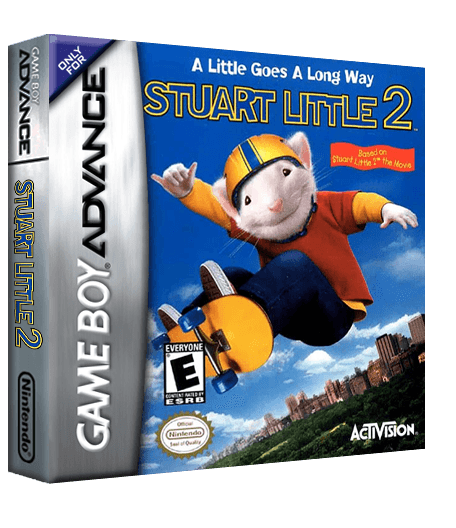 GAME BOY
ADVANCE
STUART LITTLE 2
Nintendo®
ONLY
FOR
GAME BOY ADVANCE
A Little Goes A Long Way
STUART LITTLE 2
Based on
Stuart Little 2™ the Movie
EVERYONE
E
CONTENT RATED BY
ESRB
Official
Nintendo
Seal of Quality
ACTIVISION